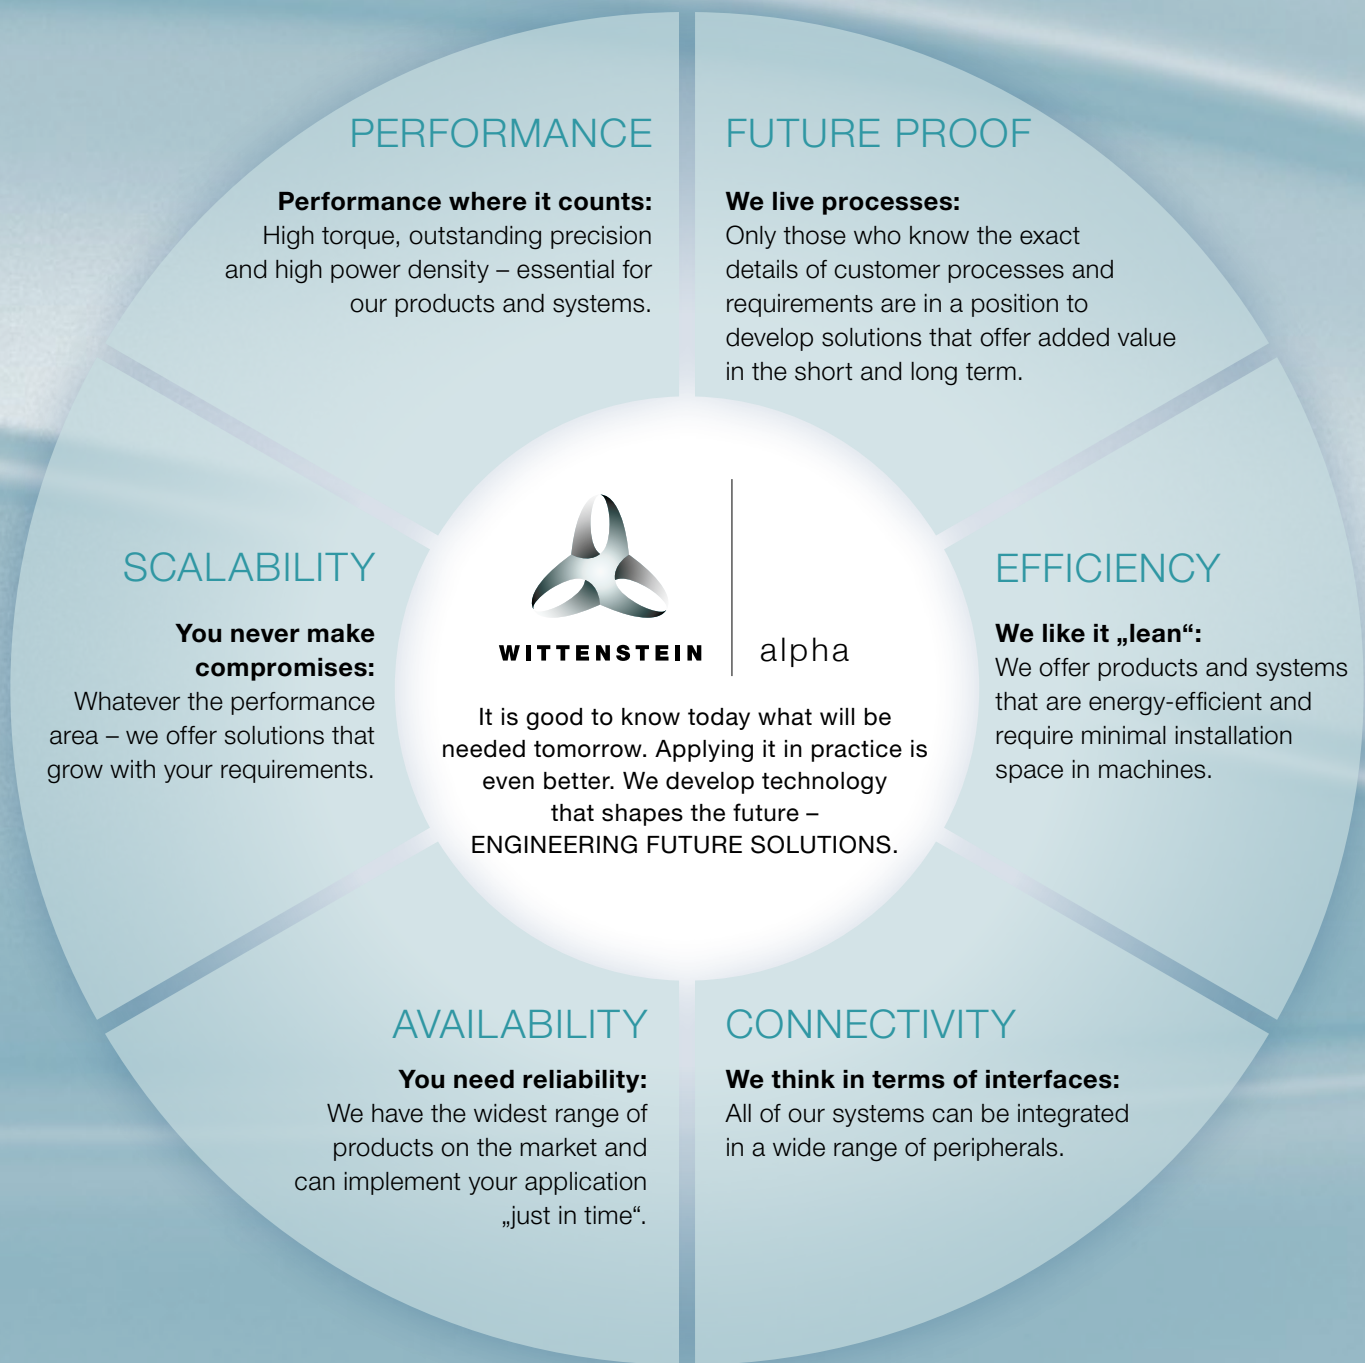 PERFORMANCE
Performance where it counts:
High torque, outstanding precision
and high power density – essential for
our products and systems.
FUTURE PROOF
We live processes:
Only those who know the exact
details of customer processes and
requirements are in a position to
develop solutions that offer added value
in the short and long term.
SCALABILITY
You never make
compromises:
Whatever the performance
area – we offer solutions that
grow with your requirements.
WITTENSTEIN
alpha
It is good to know today what will be
needed tomorrow. Applying it in practice is
even better. We develop technology
that shapes the future –
ENGINEERING FUTURE SOLUTIONS.
EFFICIENCY
We like it „lean“:
We offer products and systems
that are energy-efficient and
require minimal installation
space in machines.
AVAILABILITY
You need reliability:
We have the widest range of
products on the market and
can implement your application
„just in time“.
CONNECTIVITY
We think in terms of interfaces:
All of our systems can be integrated
in a wide range of peripherals.